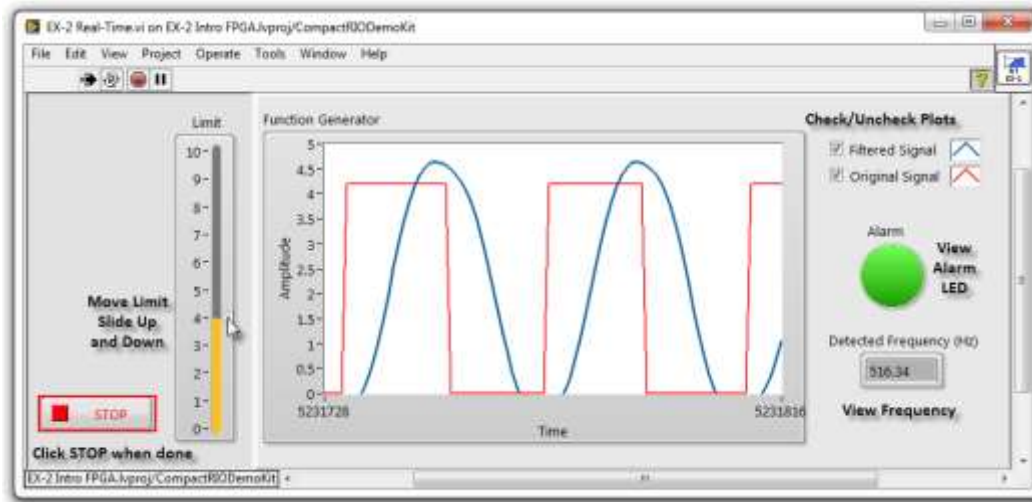 EX-2 Real-Time.vi on EX-2 Intro FPGA.lvproj/CompactRIODemoKit
File Edit View Project Operate Tools Window Help
Limit
10
9
8
7
6
5
4
3
2
1
0
Move Limit
Slide Up
and Down
STOP
Click STOP when done
Function Generator
Amplitude
5
4.5
4
3.5
3
2.5
2
1.5
1
0.5
0
5231728
5231816
Time
Check/Uncheck Plots
Filtered Signal
Original Signal
Alarm
View
Alarm
LED
Detected Frequency (Hz)
516.34
View Frequency
EX-2 Intro FPGA.lvproj/CompactRIODemoKit